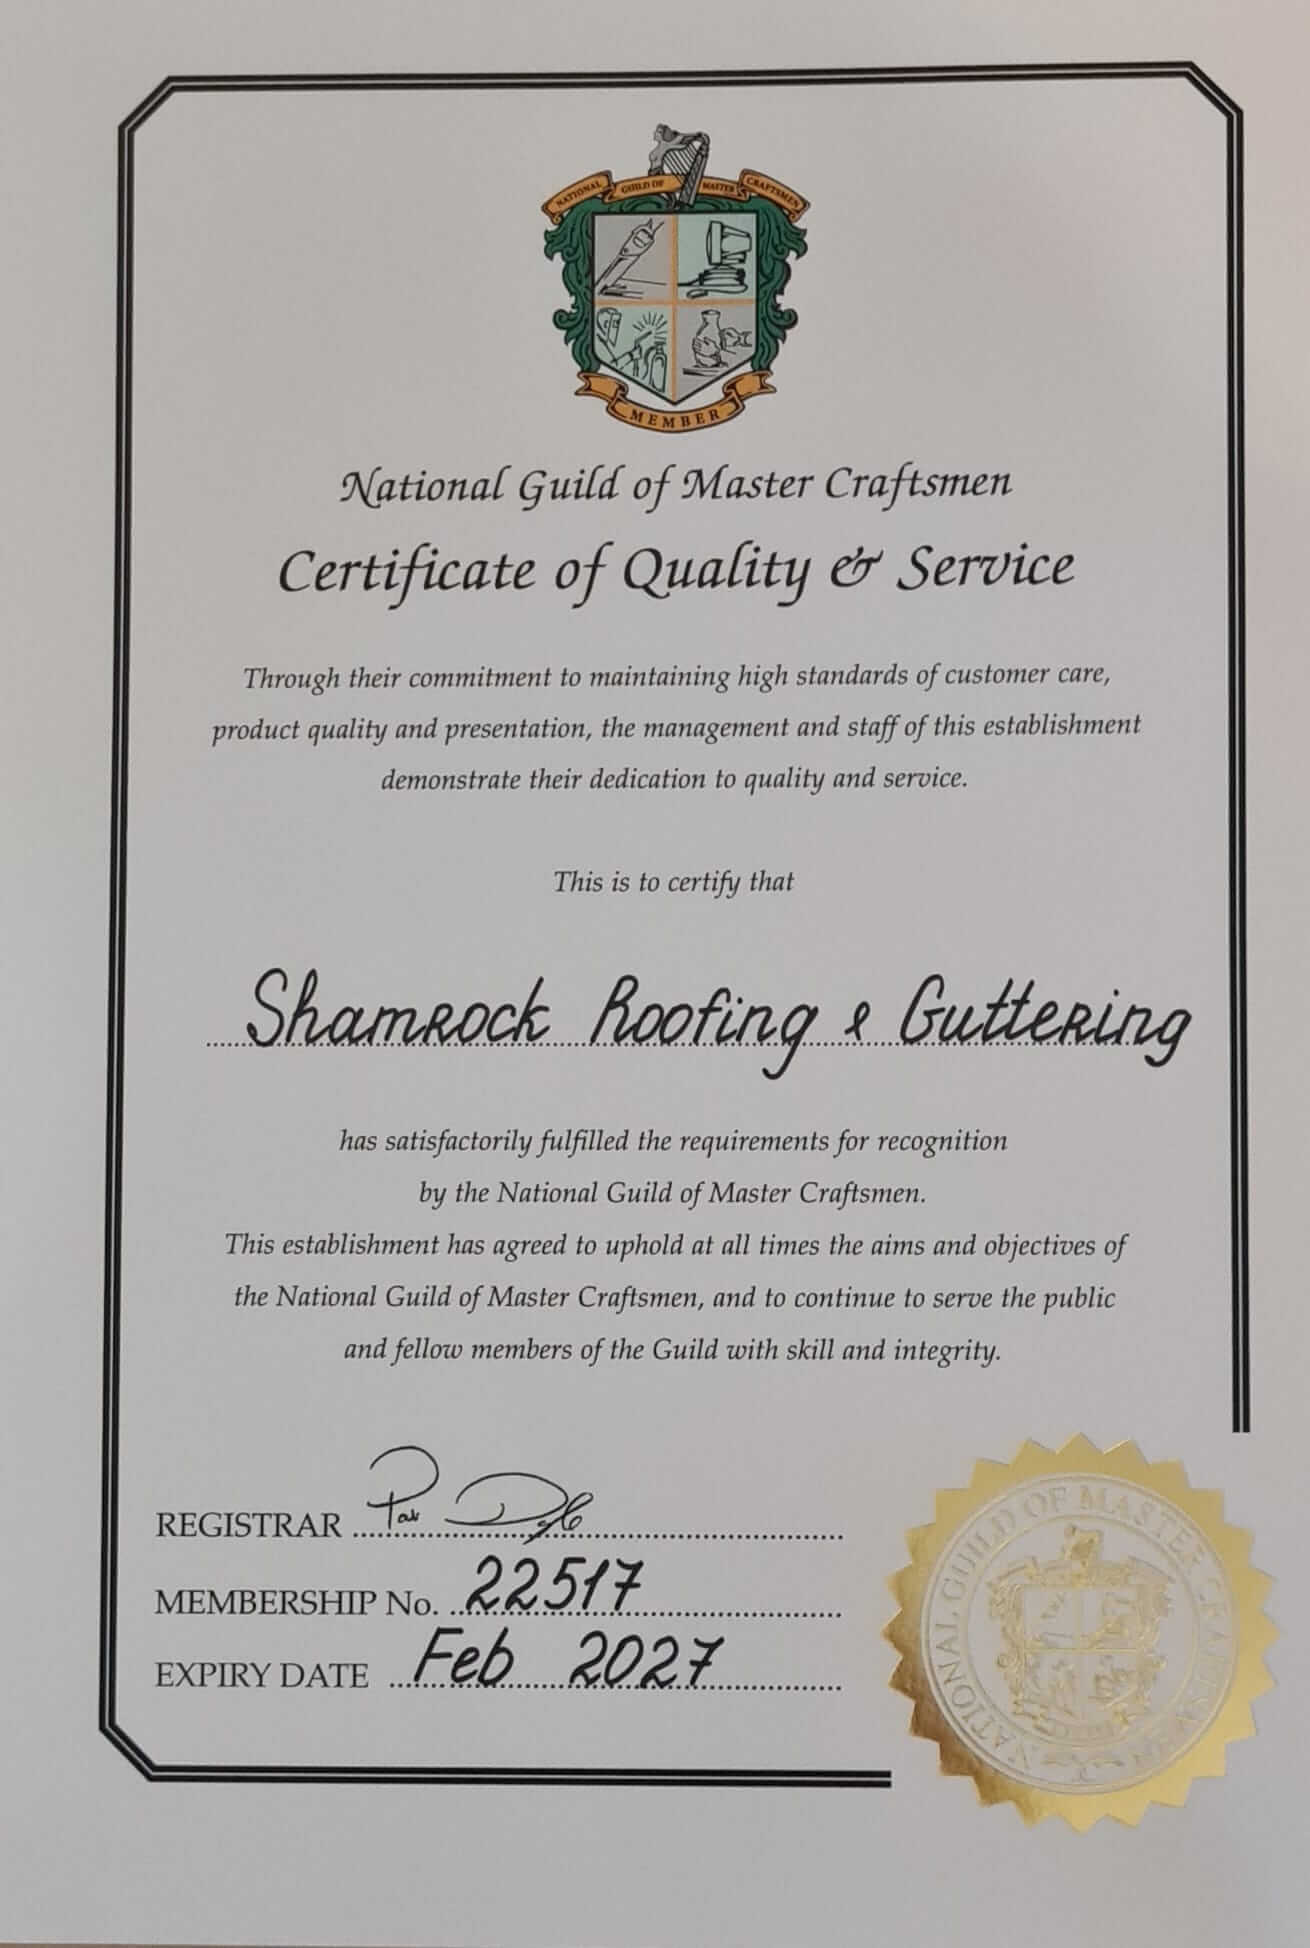 NATIONAL GUILD OF MASTER CRAFTSMEN
MEMBER
National Guild of Master Craftsmen
Certificate of Quality & Service
Through their commitment to maintaining high standards of customer care,
product quality and presentation, the management and staff of this establishment
demonstrate their dedication to quality and service.
This is to certify that
Shamrock Roofing & Guttering
has satisfactorily fulfilled the requirements for recognition
by the National Guild of Master Craftsmen.
This establishment has agreed to uphold at all times the aims and objectives of
the National Guild of Master Craftsmen, and to continue to serve the public
and fellow members of the Guild with skill and integrity.
REGISTRAR
MEMBERSHIP No. 22517
EXPIRY DATE Feb 2027
NATIONAL GUILD OF MASTER CRAFTSMEN